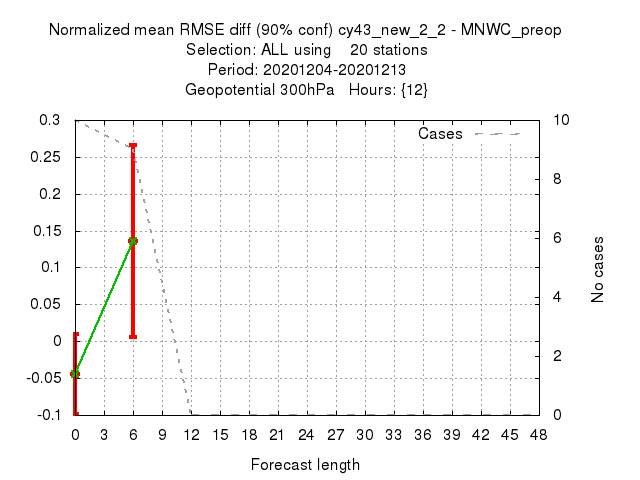 Normalized mean RMSE diff (90% conf) cy43_new_2_2 - MNWC_preop
Selection: ALL using 20 stations
Period: 20201204-20201213
Geopotential 300hPa Hours: {12}
0.3
0.25
0.2
0.15
0.1
0.05
0
-0.05
-0.1
Cases
10
8
6
4
2
0
No cases
0 3 6 9 12 15 18 21 24 27 30 33 36 39 42 45 48
Forecast length